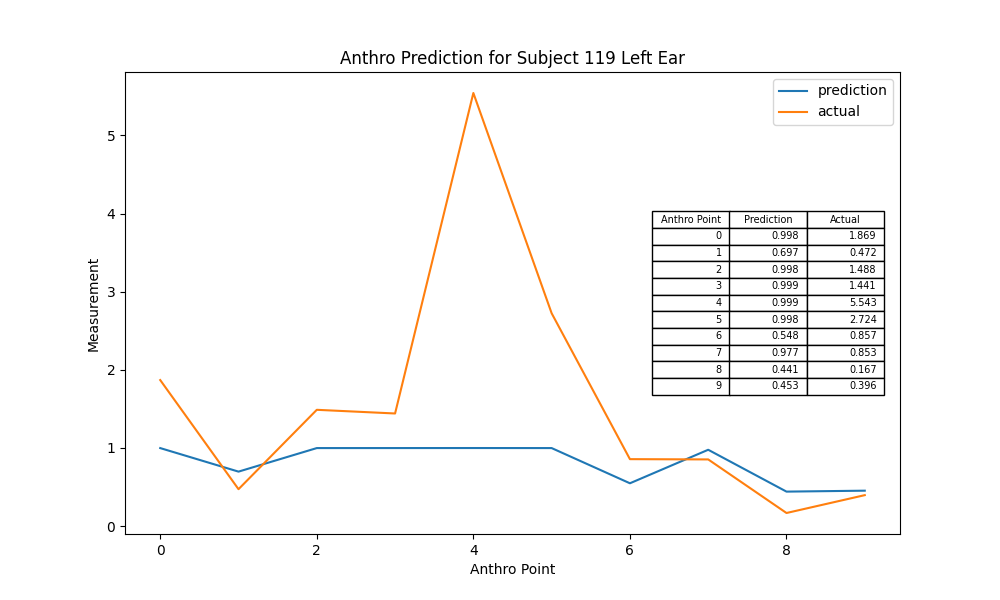 Anthro Prediction for Subject 119 Left Ear
prediction
actual
5
4
3
2
1
0
Measurement
Anthro Point Prediction Actual
0 0.998 1.869
1 0.697 0.472
2 0.998 1.488
3 0.999 1.441
4 0.999 5.543
5 0.998 2.724
6 0.548 0.857
7 0.977 0.853
8 0.441 0.167
9 0.453 0.396
0 2 4 6 8
Anthro Point